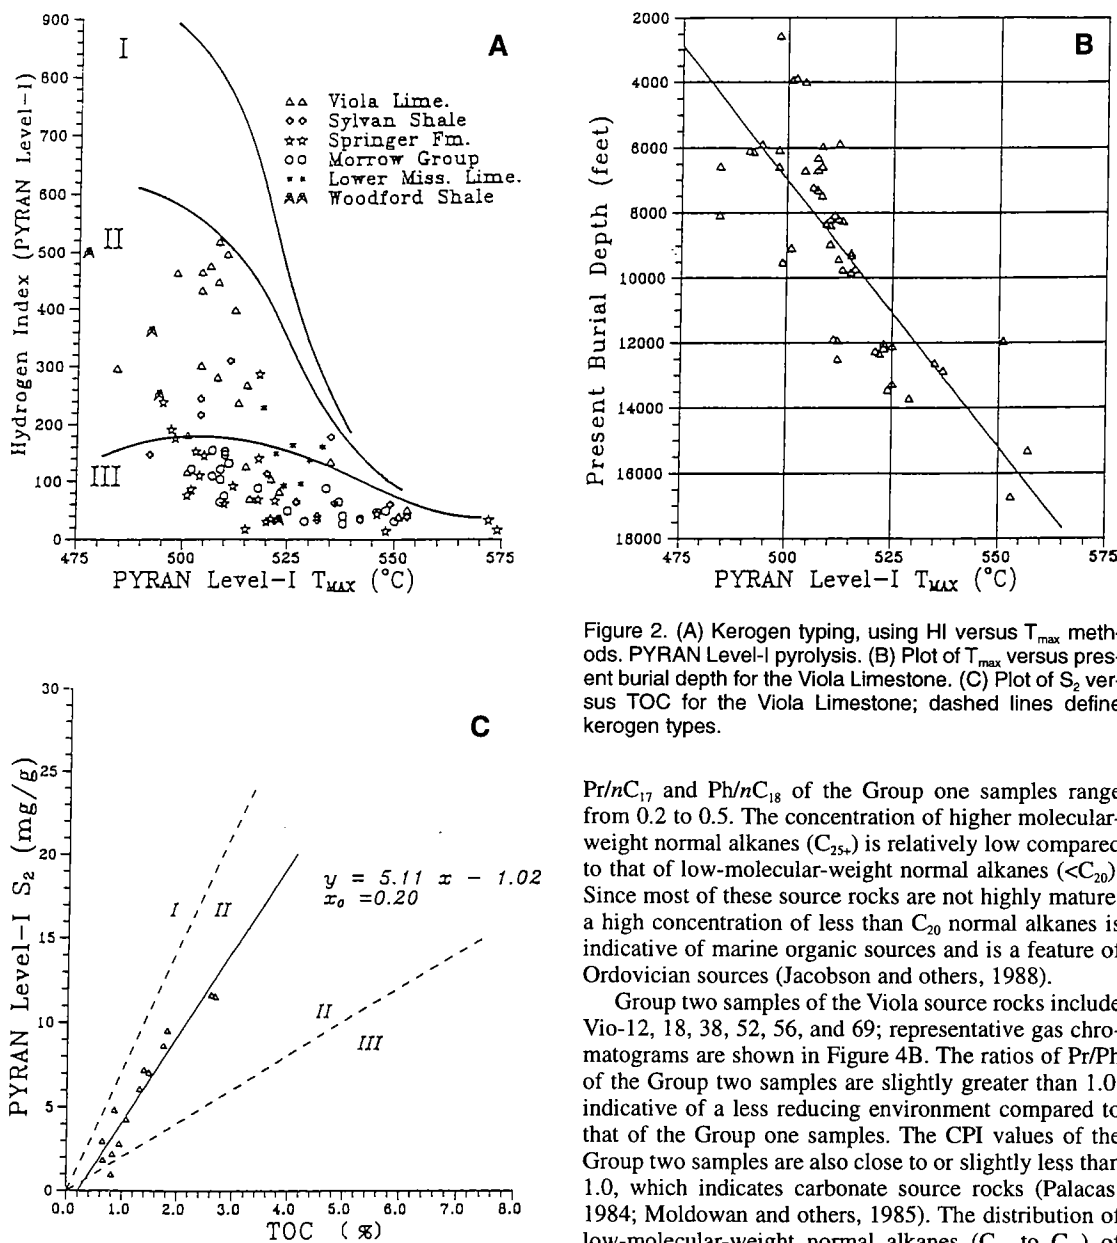 A
I
II
III
Hydrogen Index (PYRAN Level-I)
900
800
700
600
500
400
300
200
100
0
475
500
525
550
575
PYRAN Level-I T_MAX (°C)
Viola Lime.
Sylvan Shale
Springer Fm.
Morrow Group
Lower Miss. Lime.
Woodford Shale
B
Present Burial Depth (feet)
2000
4000
6000
8000
10000
12000
14000
16000
18000
475
500
525
550
575
PYRAN Level-I T_MAX (°C)
Figure 2. (A) Kerogen typing, using HI versus T_max meth-
ods. PYRAN Level-I pyrolysis. (B) Plot of T_max versus pres-
ent burial depth for the Viola Limestone. (C) Plot of S₂ ver-
sus TOC for the Viola Limestone; dashed lines define
kerogen types.
C
PYRAN Level-I S₂ (mg/g)
30
25
20
15
10
5
0
0.0
1.0
2.0
3.0
4.0
5.0
6.0
7.0
8.0
TOC (%)
I
II
II
III
y = 5.11 x - 1.02
x₀ =0.20
Pr/nC₁₇ and Ph/nC₁₈ of the Group one samples range
from 0.2 to 0.5. The concentration of higher molecular-
weight normal alkanes (C₂₅₊) is relatively low compared
to that of low-molecular-weight normal alkanes (<C₂₀)
Since most of these source rocks are not highly mature
a high concentration of less than C₂₀ normal alkanes is
indicative of marine organic sources and is a feature of
Ordovician sources (Jacobson and others, 1988).
Group two samples of the Viola source rocks include
Vio-12, 18, 38, 52, 56, and 69; representative gas chro-
matograms are shown in Figure 4B. The ratios of Pr/Ph
of the Group two samples are slightly greater than 1.0
indicative of a less reducing environment compared to
that of the Group one samples. The CPI values of the
Group two samples are also close to or slightly less than
1.0, which indicates carbonate source rocks (Palacas
1984; Moldowan and others, 1985). The distribution of
low-molecular-weight normal alkanes (C to C ) of